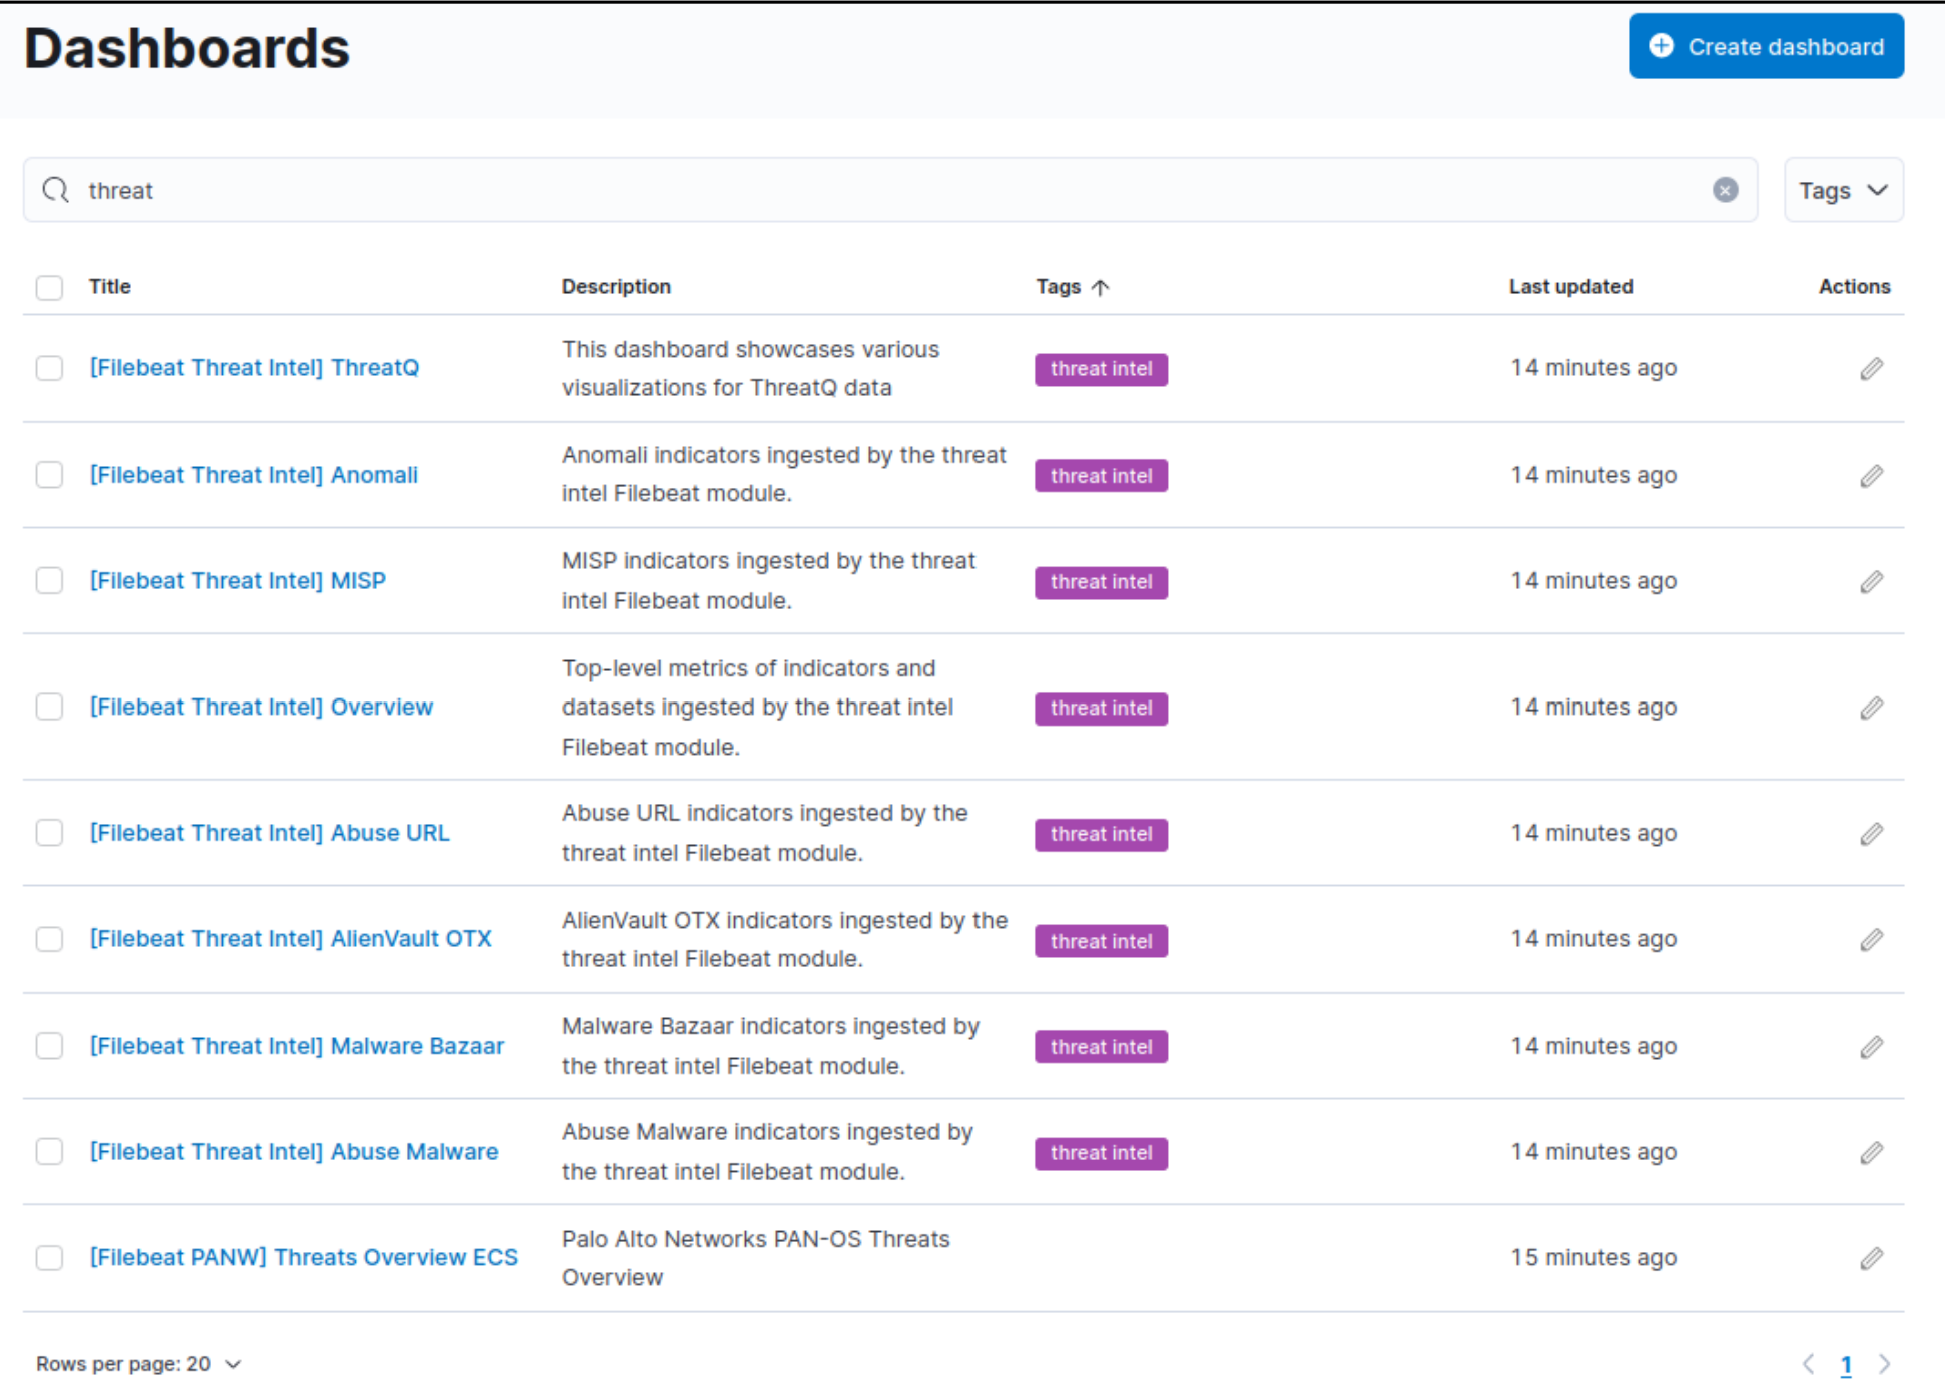 Dashboards
Create dashboard
threat
Tags
Title Description Tags Last updated Actions
[Filebeat Threat Intel] ThreatQ
This dashboard showcases various
visualizations for ThreatQ data
threat intel
14 minutes ago
[Filebeat Threat Intel] Anomali
Anomali indicators ingested by the threat
intel Filebeat module.
threat intel
14 minutes ago
[Filebeat Threat Intel] MISP
MISP indicators ingested by the threat
intel Filebeat module.
threat intel
14 minutes ago
[Filebeat Threat Intel] Overview
Top-level metrics of indicators and
datasets ingested by the threat intel
Filebeat module.
threat intel
14 minutes ago
[Filebeat Threat Intel] Abuse URL
Abuse URL indicators ingested by the
threat intel Filebeat module.
threat intel
14 minutes ago
[Filebeat Threat Intel] AlienVault OTX
AlienVault OTX indicators ingested by the
threat intel Filebeat module.
threat intel
14 minutes ago
[Filebeat Threat Intel] Malware Bazaar
Malware Bazaar indicators ingested by
the threat intel Filebeat module.
threat intel
14 minutes ago
[Filebeat Threat Intel] Abuse Malware
Abuse Malware indicators ingested by
the threat intel Filebeat module.
threat intel
14 minutes ago
[Filebeat PANW] Threats Overview ECS
Palo Alto Networks PAN-OS Threats
Overview
15 minutes ago
Rows per page: 20
1